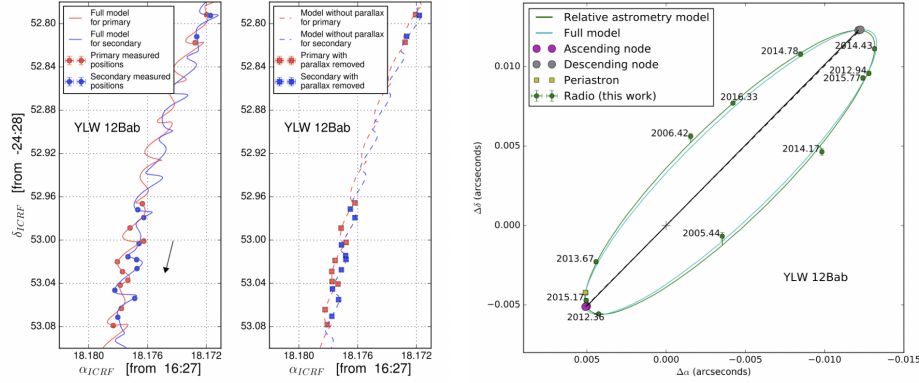 Full model
for primary
Full model
for secondary
Primary measured
positions
Secondary measured
positions
YLW 12Bab
52.80
52.84
52.88
52.92
52.96
53.00
53.04
53.08
δICRF [from -24:28]
18.180
18.176
18.172
αICRF [from 16:27]
Model without parallax
for primary
Model without parallax
for secondary
Primary with
parallax removed
Secondary with
parallax removed
YLW 12Bab
52.80
52.84
52.88
52.92
52.96
53.00
53.04
53.08
18.180
18.176
18.172
αICRF [from 16:27]
Relative astrometry model
Full model
Ascending node
Descending node
Periastron
Radio (this work)
2014.78
2014.43
2012.94
2015.77
2016.33
2006.42
2014.17
2005.44
2013.67
2015.17
2012.36
YLW 12Bab
0.010
0.005
0.000
−0.005
Δδ (arcseconds)
0.005
0.000
−0.005
−0.010
−0.015
Δα (arcseconds)